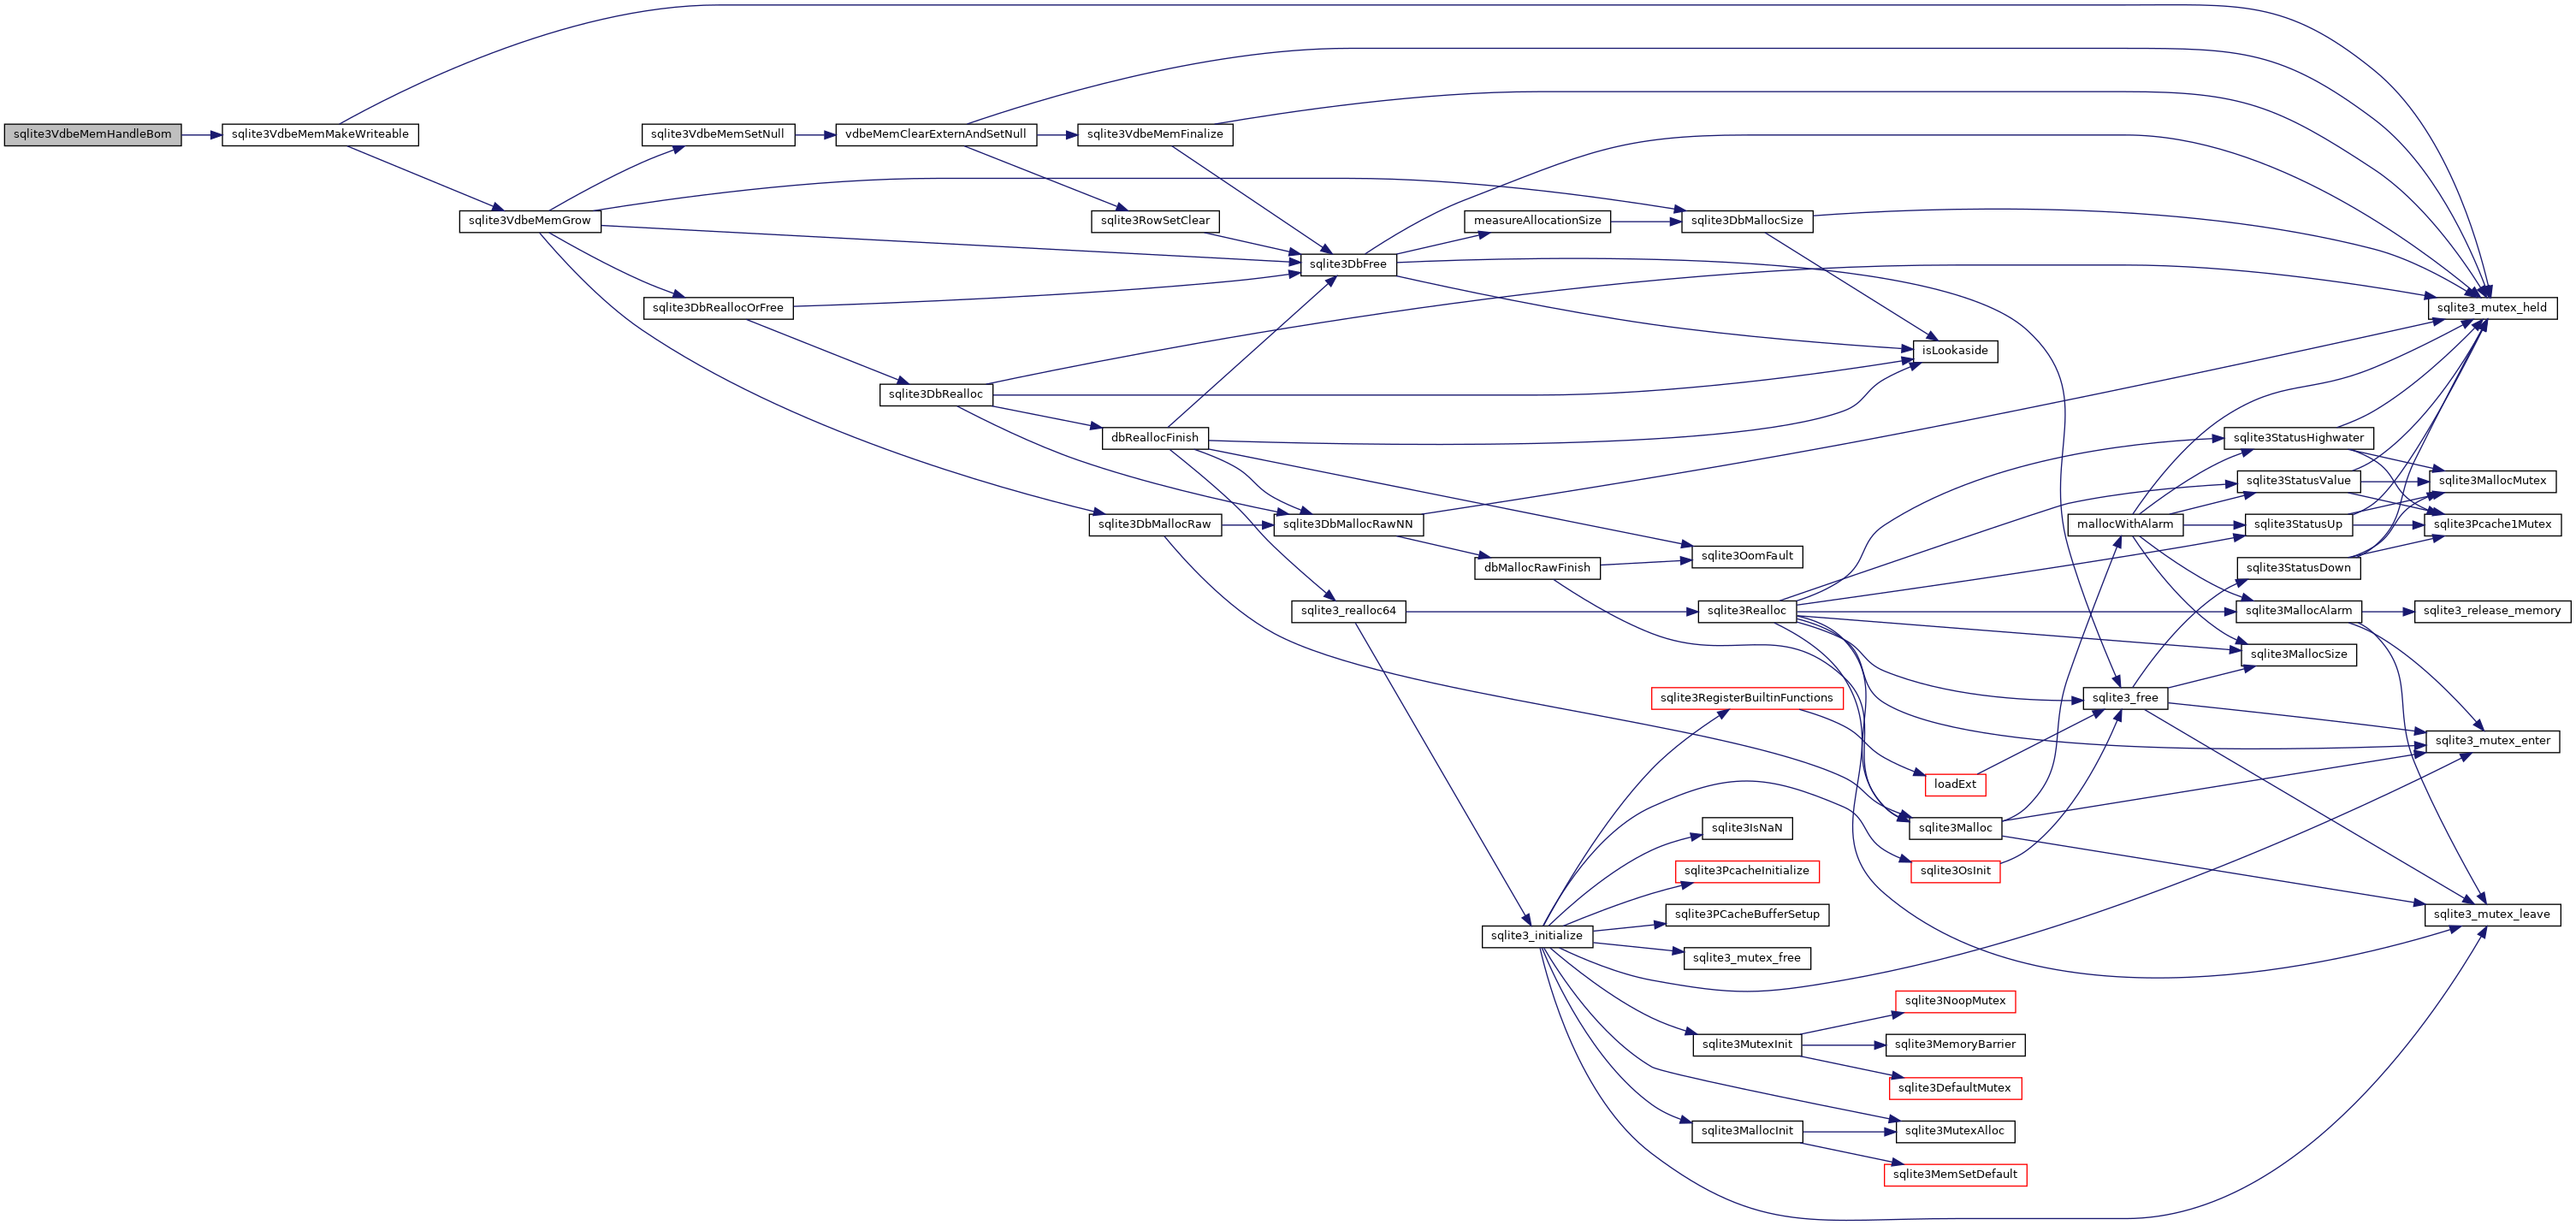 sqlite3VdbeMemHandleBom
sqlite3VdbeMemMakeWriteable
sqlite3VdbeMemGrow
sqlite3VdbeMemSetNull
vdbeMemClearExternAndSetNull
sqlite3VdbeMemFinalize
sqlite3RowSetClear
sqlite3DbFree
measureAllocationSize
sqlite3DbMallocSize
sqlite3DbReallocOrFree
sqlite3_mutex_held
isLookaside
sqlite3DbRealloc
dbReallocFinish
sqlite3StatusHighwater
sqlite3StatusValue
sqlite3MallocMutex
sqlite3DbMallocRaw
sqlite3DbMallocRawNN
mallocWithAlarm
sqlite3StatusUp
sqlite3Pcache1Mutex
sqlite3OomFault
dbMallocRawFinish
sqlite3StatusDown
sqlite3_realloc64
sqlite3Realloc
sqlite3MallocAlarm
sqlite3_release_memory
sqlite3MallocSize
sqlite3RegisterBuiltinFunctions
sqlite3_free
sqlite3_mutex_enter
loadExt
sqlite3IsNaN
sqlite3Malloc
sqlite3PcacheInitialize
sqlite3OsInit
sqlite3PCacheBufferSetup
sqlite3_mutex_leave
sqlite3_initialize
sqlite3_mutex_free
sqlite3NoopMutex
sqlite3MutexInit
sqlite3MemoryBarrier
sqlite3DefaultMutex
sqlite3MallocInit
sqlite3MutexAlloc
sqlite3MemSetDefault